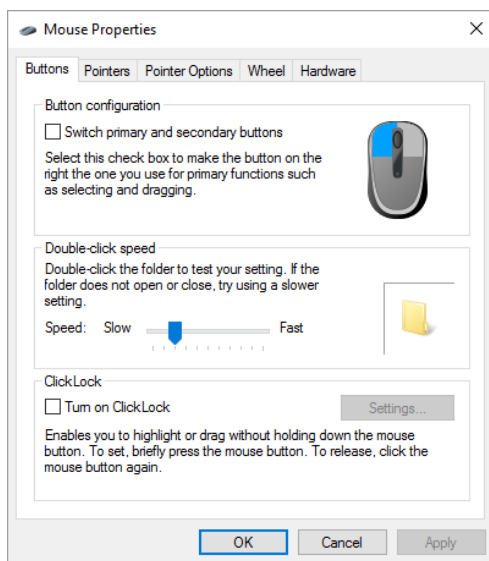 Mouse Properties
Buttons Pointers Pointer Options Wheel Hardware
Button configuration
Switch primary and secondary buttons
Select this check box to make the button on the
right the one you use for primary functions such
as selecting and dragging.
Double-click speed
Double-click the folder to test your setting. If the
folder does not open or close, try using a slower
setting.
Speed: Slow Fast
ClickLock
Turn on ClickLock Settings...
Enables you to highlight or drag without holding down the mouse
button. To set, briefly press the mouse button. To release, click the
mouse button again.
OK Cancel Apply